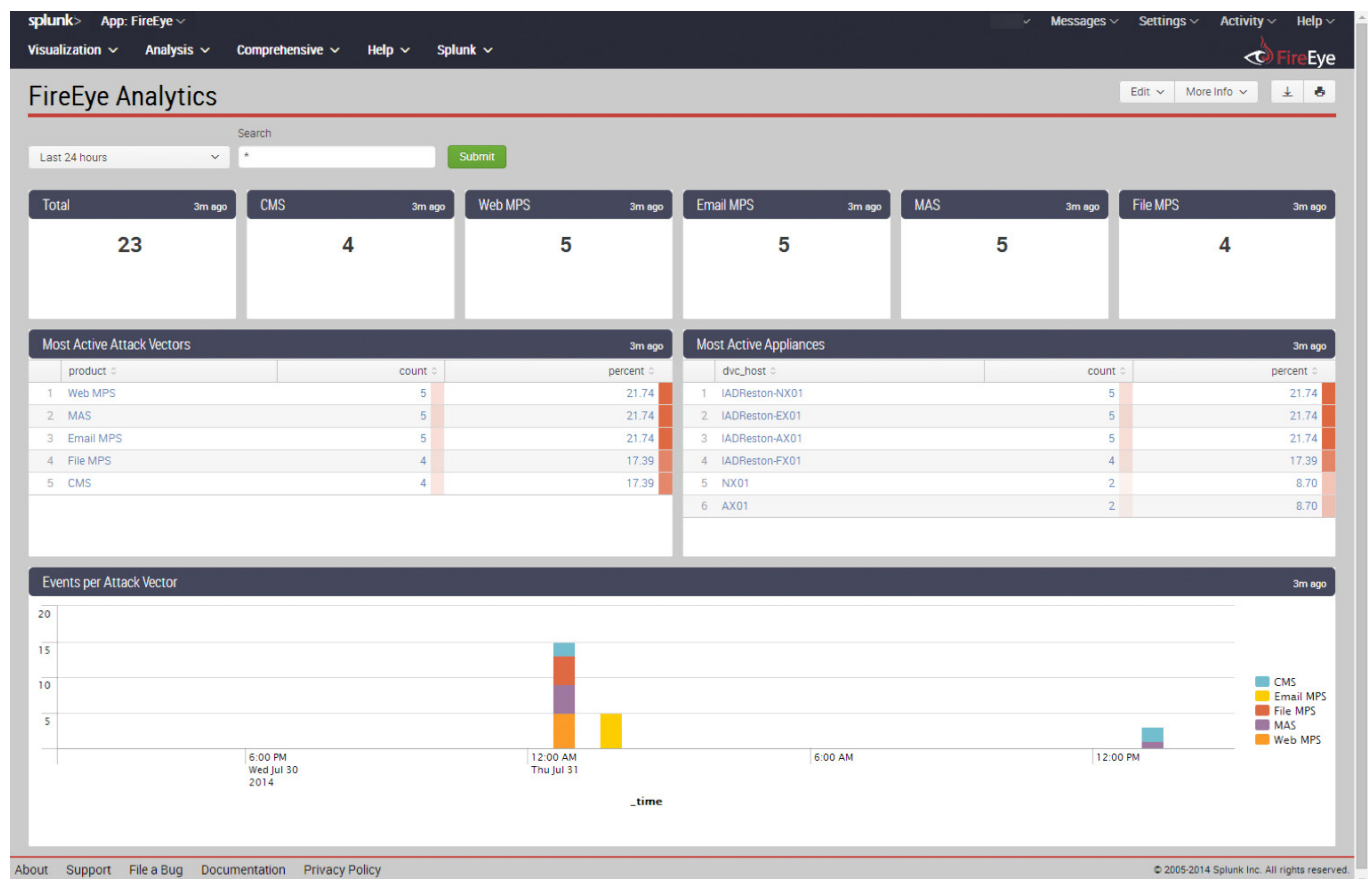 splunk> App: FireEye Messages Settings Activity Help
Visualization Analysis Comprehensive Help Splunk FireEye
FireEye Analytics Edit More Info
Search
Last 24 hours * Submit
Total 3m ago CMS 3m ago Web MPS 3m ago Email MPS 3m ago MAS 3m ago File MPS 3m ago
23 4 5 5 5 4
Most Active Attack Vectors 3m ago
product count percent
1 Web MPS 5 21.74
2 MAS 5 21.74
3 Email MPS 5 21.74
4 File MPS 4 17.39
5 CMS 4 17.39
Most Active Appliances 3m ago
dvc_host count percent
1 IADReston-NX01 5 21.74
2 IADReston-EX01 5 21.74
3 IADReston-AX01 5 21.74
4 IADReston-FX01 4 17.39
5 NX01 2 8.70
6 AX01 2 8.70
Events per Attack Vector 3m ago
20
15
10
5
CMS
Email MPS
File MPS
MAS
Web MPS
6:00 PM 12:00 AM 6:00 AM 12:00 PM
Wed Jul 30 Thu Jul 31
2014
_time
About Support File a Bug Documentation Privacy Policy © 2005-2014 Splunk Inc. All rights reserved.